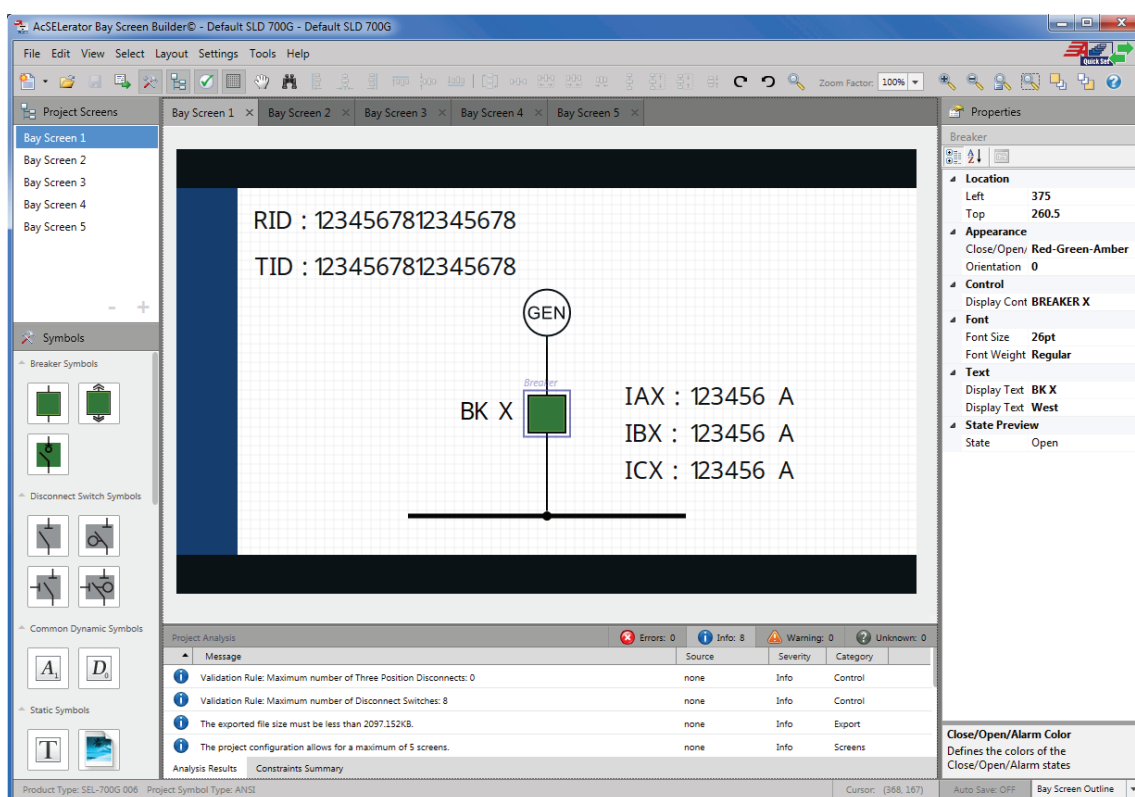 AcSELerator Bay Screen Builder© - Default SLD 700G - Default SLD 700G
File Edit View Select Layout Settings Tools Help
Quick Set
Zoom Factor: 100%
Project Screens
Bay Screen 1
Bay Screen 2
Bay Screen 3
Bay Screen 4
Bay Screen 5
Symbols
Breaker Symbols
Disconnect Switch Symbols
Common Dynamic Symbols
A1 D0
Static Symbols
T
Bay Screen 1 × Bay Screen 2 × Bay Screen 3 × Bay Screen 4 × Bay Screen 5 ×
RID : 1234567812345678
TID : 1234567812345678
GEN
Breaker
BK X
IAX : 123456 A
IBX : 123456 A
ICX : 123456 A
Project Analysis Errors: 0 Info: 8 Warning: 0 Unknown: 0
Message Source Severity Category
Validation Rule: Maximum number of Three Position Disconnects: 0 none Info Control
Validation Rule: Maximum number of Disconnect Switches: 8 none Info Control
The exported file size must be less than 2097.152KB. none Info Export
The project configuration allows for a maximum of 5 screens. none Info Screens
Analysis Results Constraints Summary
Properties
Breaker
Location
Left 375
Top 260.5
Appearance
Close/Open/ Red-Green-Amber
Orientation 0
Control
Display Cont BREAKER X
Font
Font Size 26pt
Font Weight Regular
Text
Display Text BK X
Display Text West
State Preview
State Open
Close/Open/Alarm Color
Defines the colors of the
Close/Open/Alarm states
Product Type: SEL-700G 006 Project Symbol Type: ANSI Cursor: (368, 167) Auto Save: OFF Bay Screen Outline